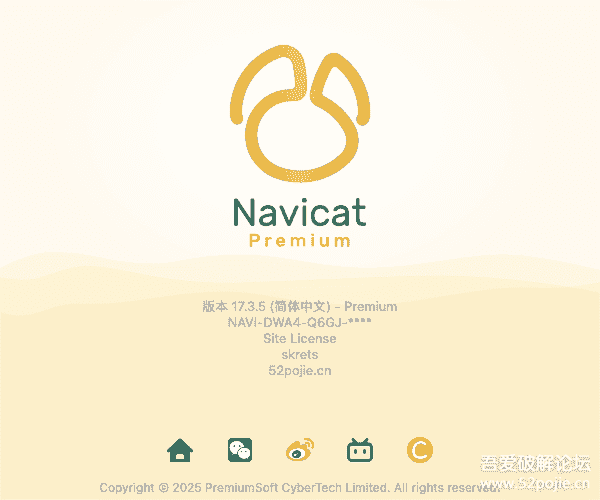 Navicat
Premium
版本 17.3.5 (简体中文) - Premium
NAVI-DWA4-Q6GJ-****
Site License
skrets
52pojie.cn
Copyright © 2025 PremiumSoft CyberTech Limited. All rights reserved.
吾爱破解论坛
www.52pojie.cn